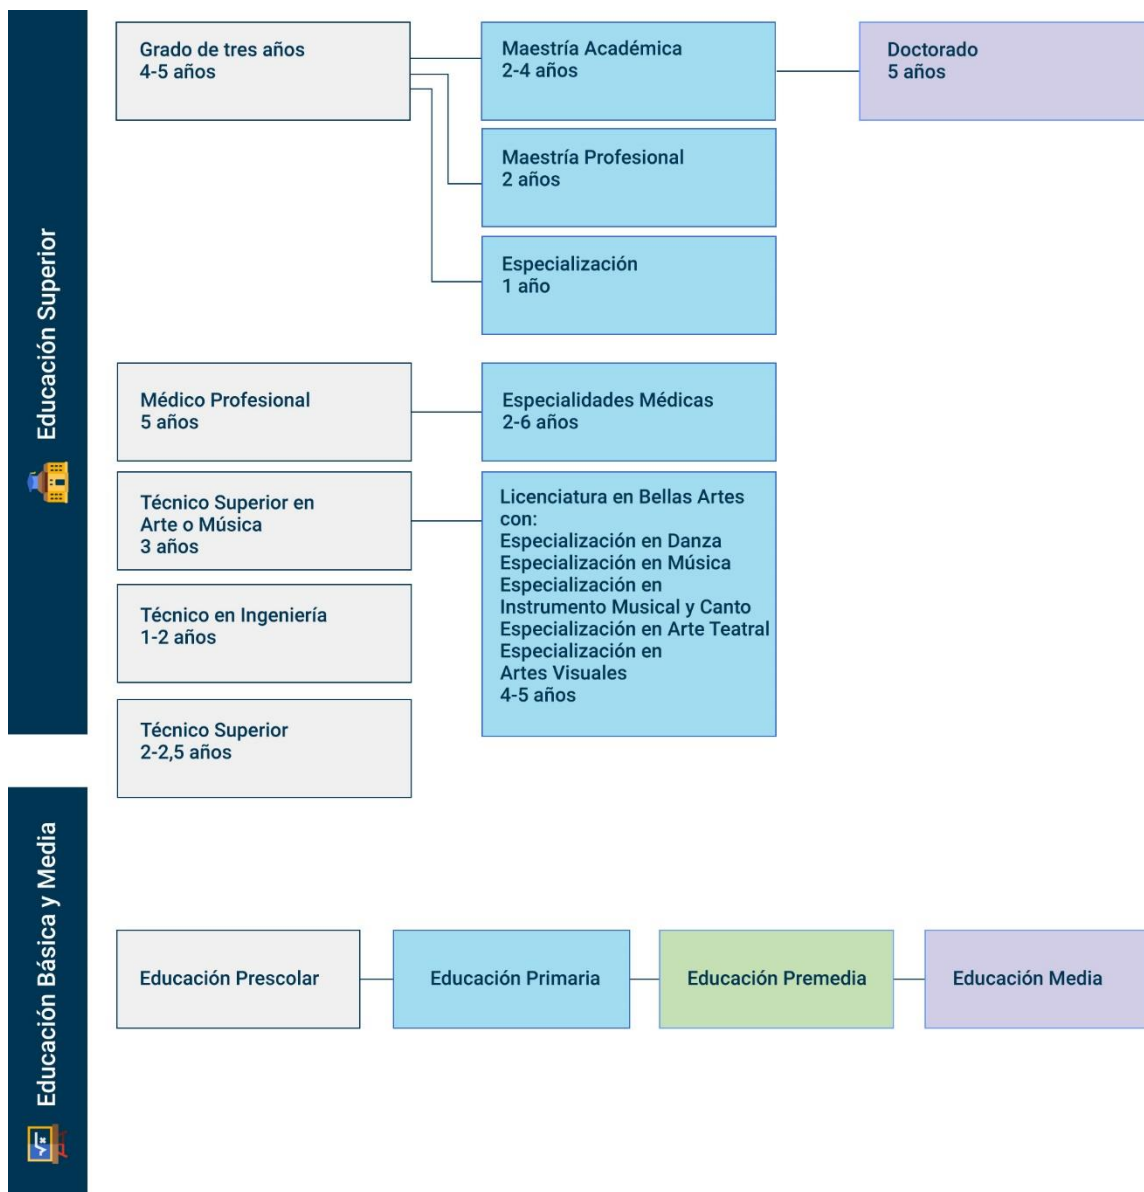 Educación Superior
Grado de tres años
4-5 años
Maestría Académica
2-4 años
Doctorado
5 años
Maestría Profesional
2 años
Especialización
1 año
Médico Profesional
5 años
Especialidades Médicas
2-6 años
Técnico Superior en
Arte o Música
3 años
Licenciatura en Bellas Artes
con:
Especialización en Danza
Especialización en Música
Especialización en
Instrumento Musical y Canto
Especialización en Arte Teatral
Especialización en
Artes Visuales
4-5 años
Técnico en Ingeniería
1-2 años
Técnico Superior
2-2,5 años
Educación Básica y Media
Educación Prescolar
Educación Primaria
Educación Premedia
Educación Media